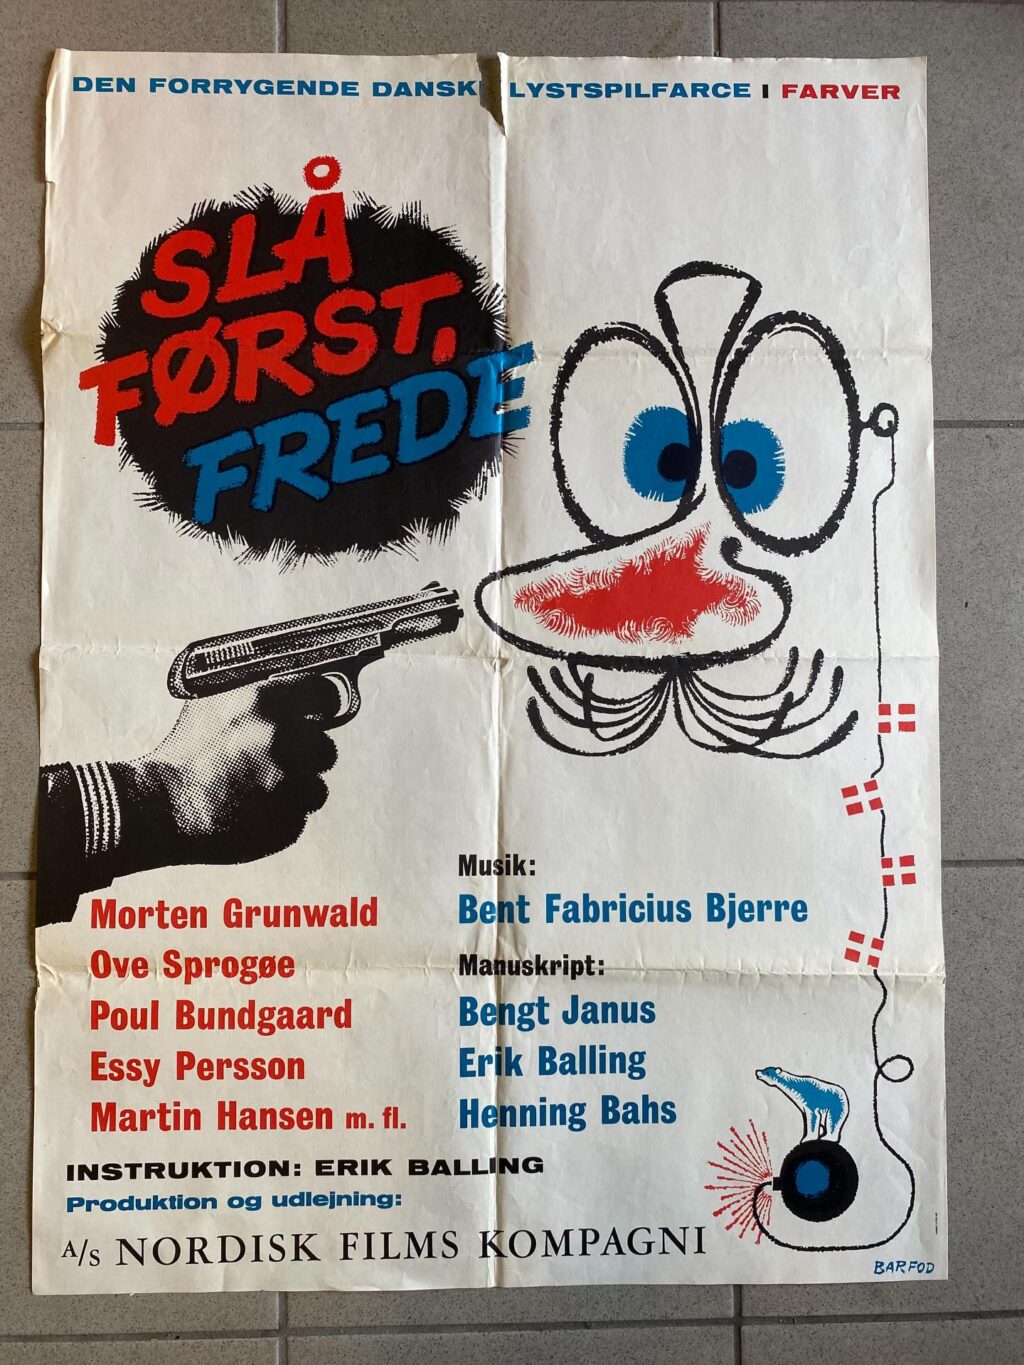 DEN FORRYGENDE DANSKE LYSTSPILFARCE I FARVER
SLÅ
FØRST,
FREDE
Morten Grunwald
Ove Sprogøe
Poul Bundgaard
Essy Persson
Martin Hansen m. fl.
Musik:
Bent Fabricius Bjerre
Manuskript:
Bengt Janus
Erik Balling
Henning Bahs
INSTRUKTION: ERIK BALLING
Produktion og udlejning:
A/S NORDISK FILMS KOMPAGNI
BARFOD